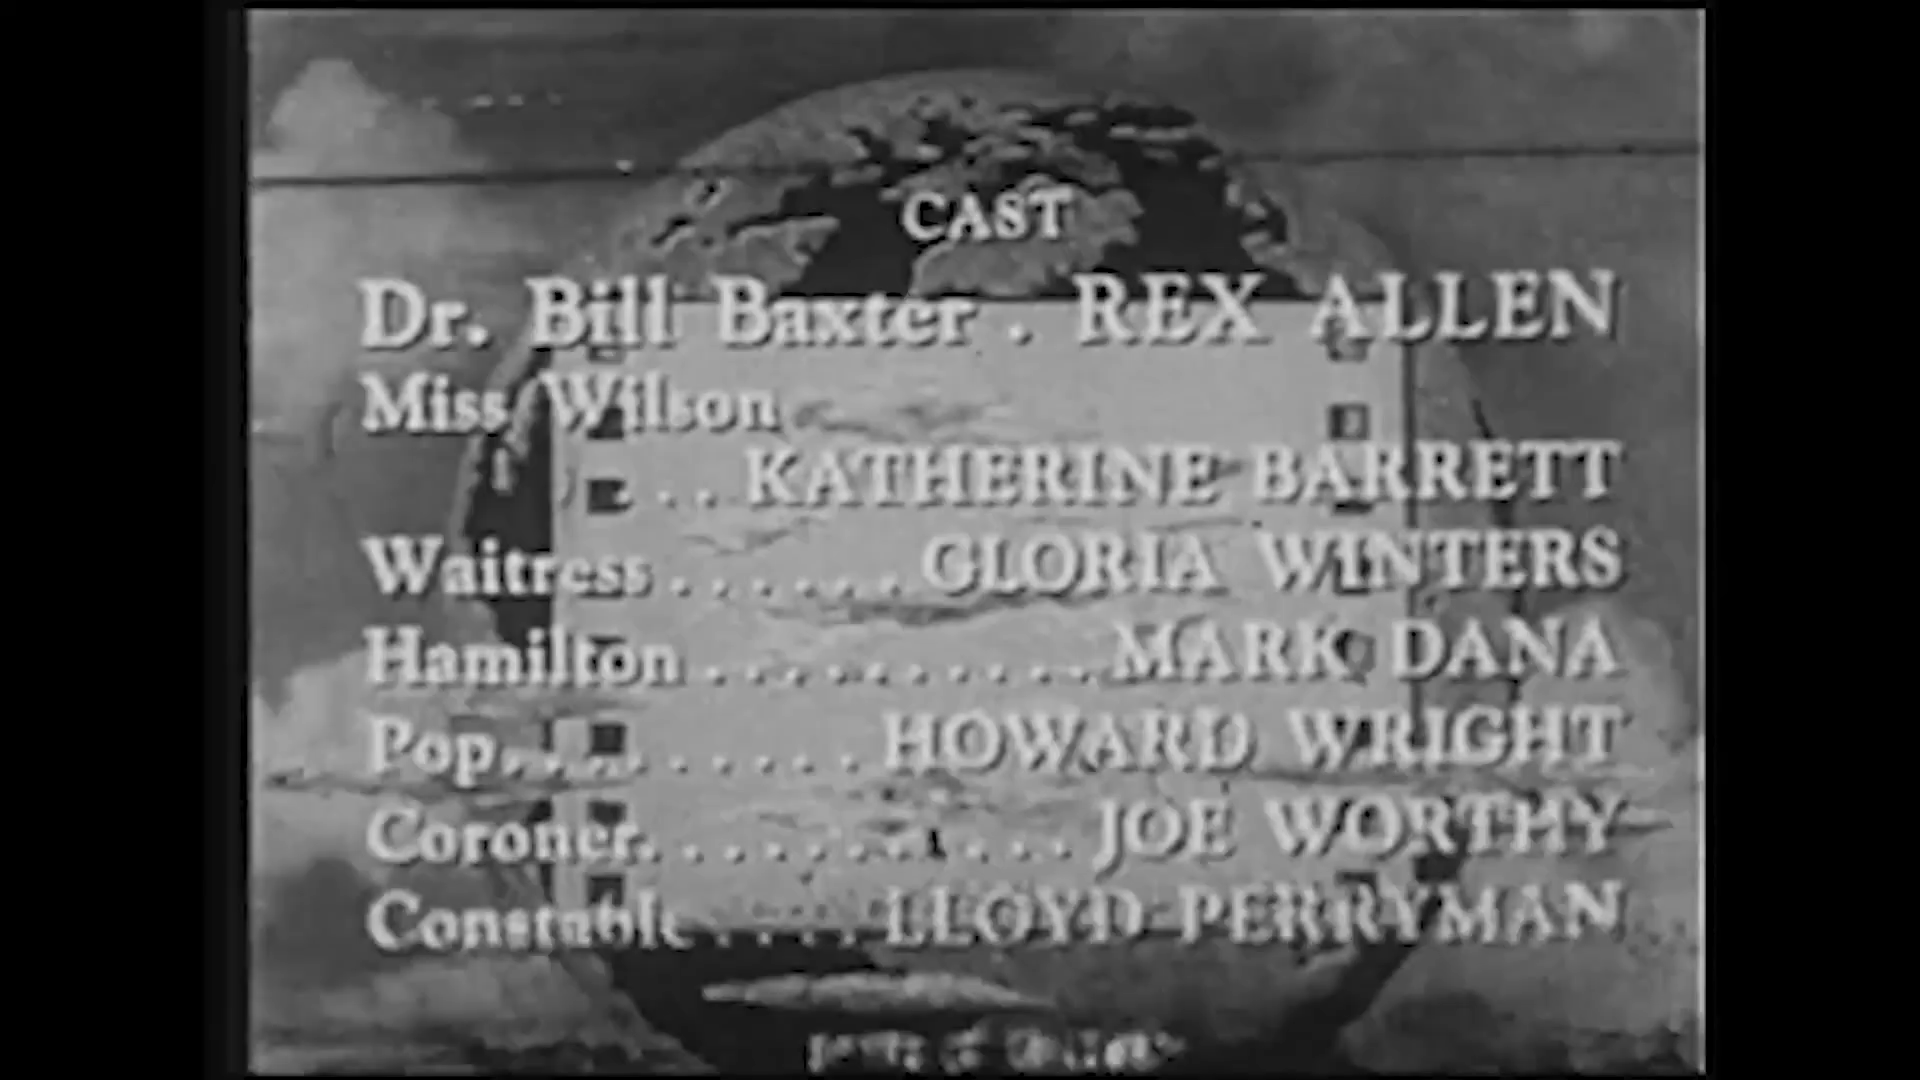 CAST
Dr. Bill Baxter . REX ALLEN
Miss Wilson
. . . . KATHERINE BARRETT
Waitress . . . . . . GLORIA WINTERS
Hamilton . . . . . . . . . . MARK DANA
Pop. . . . . . . . . . HOWARD WRIGHT
Coroner. . . . . . . . . . . JOE WORTHY
Constable . . . . LLOYD PERRYMAN